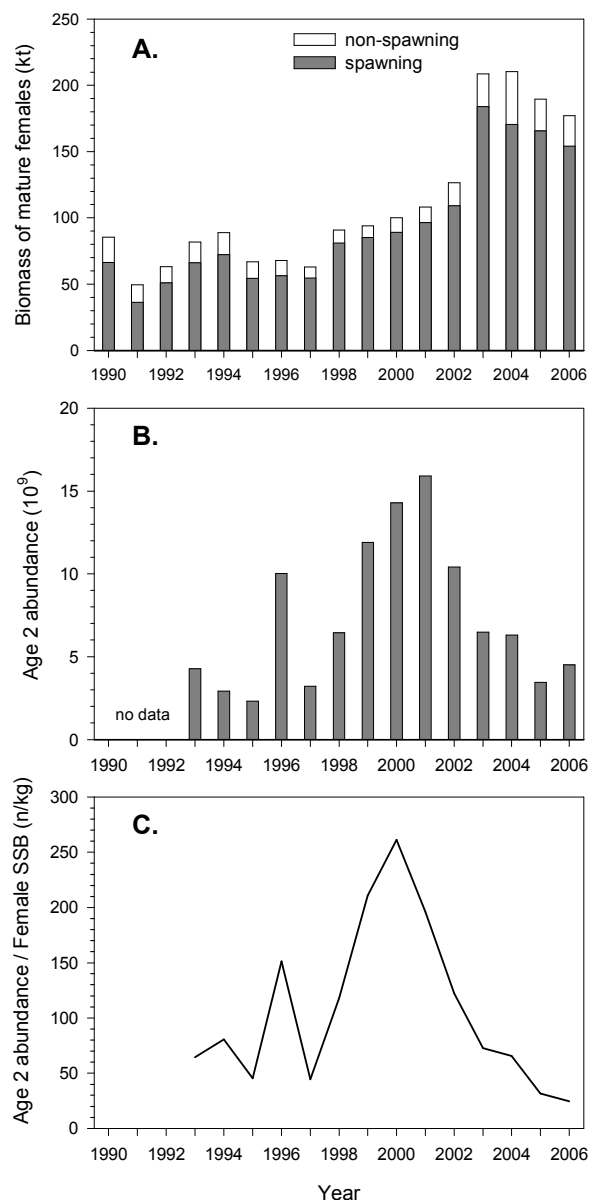 A.
non-spawning
spawning
Biomass of mature females (kt)
250
200
150
100
50
0
1990 1992 1994 1996 1998 2000 2002 2004 2006
B.
Age 2 abundance (10⁹)
20
15
10
5
0
no data
1990 1992 1994 1996 1998 2000 2002 2004 2006
C.
Age 2 abundance / Female SSB (n/kg)
300
250
200
150
100
50
0
1990 1992 1994 1996 1998 2000 2002 2004 2006
Year